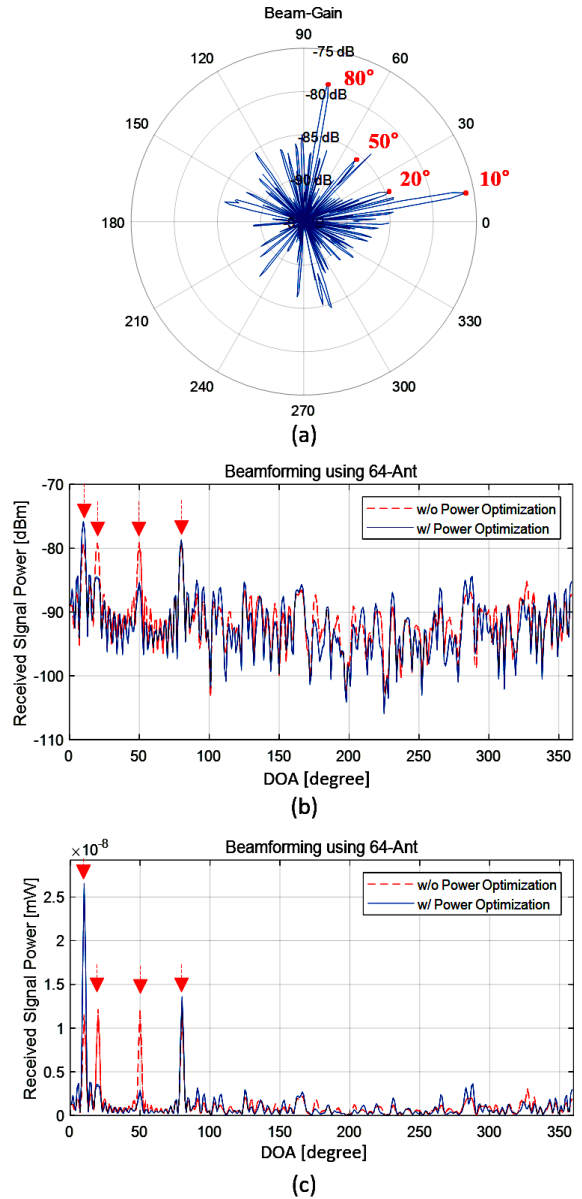 Beam-Gain
90
-75 dB
120
60
80°
-80 dB
150
50°
30
-85 dB
-90 dB
20°
10°
180
0
210
330
240
300
270
(a)
Beamforming using 64-Ant
-70
-80
-90
-100
-110
Received SIgnal Power [dBm]
w/o Power Optimization
w/ Power Optimization
0 50 100 150 200 250 300 350
DOA [degree]
(b)
×10⁻⁸
Beamforming using 64-Ant
2.5
2
1.5
1
0.5
0
Received SIgnal Power [mW]
w/o Power Optimization
w/ Power Optimization
0 50 100 150 200 250 300 350
DOA [degree]
(c)